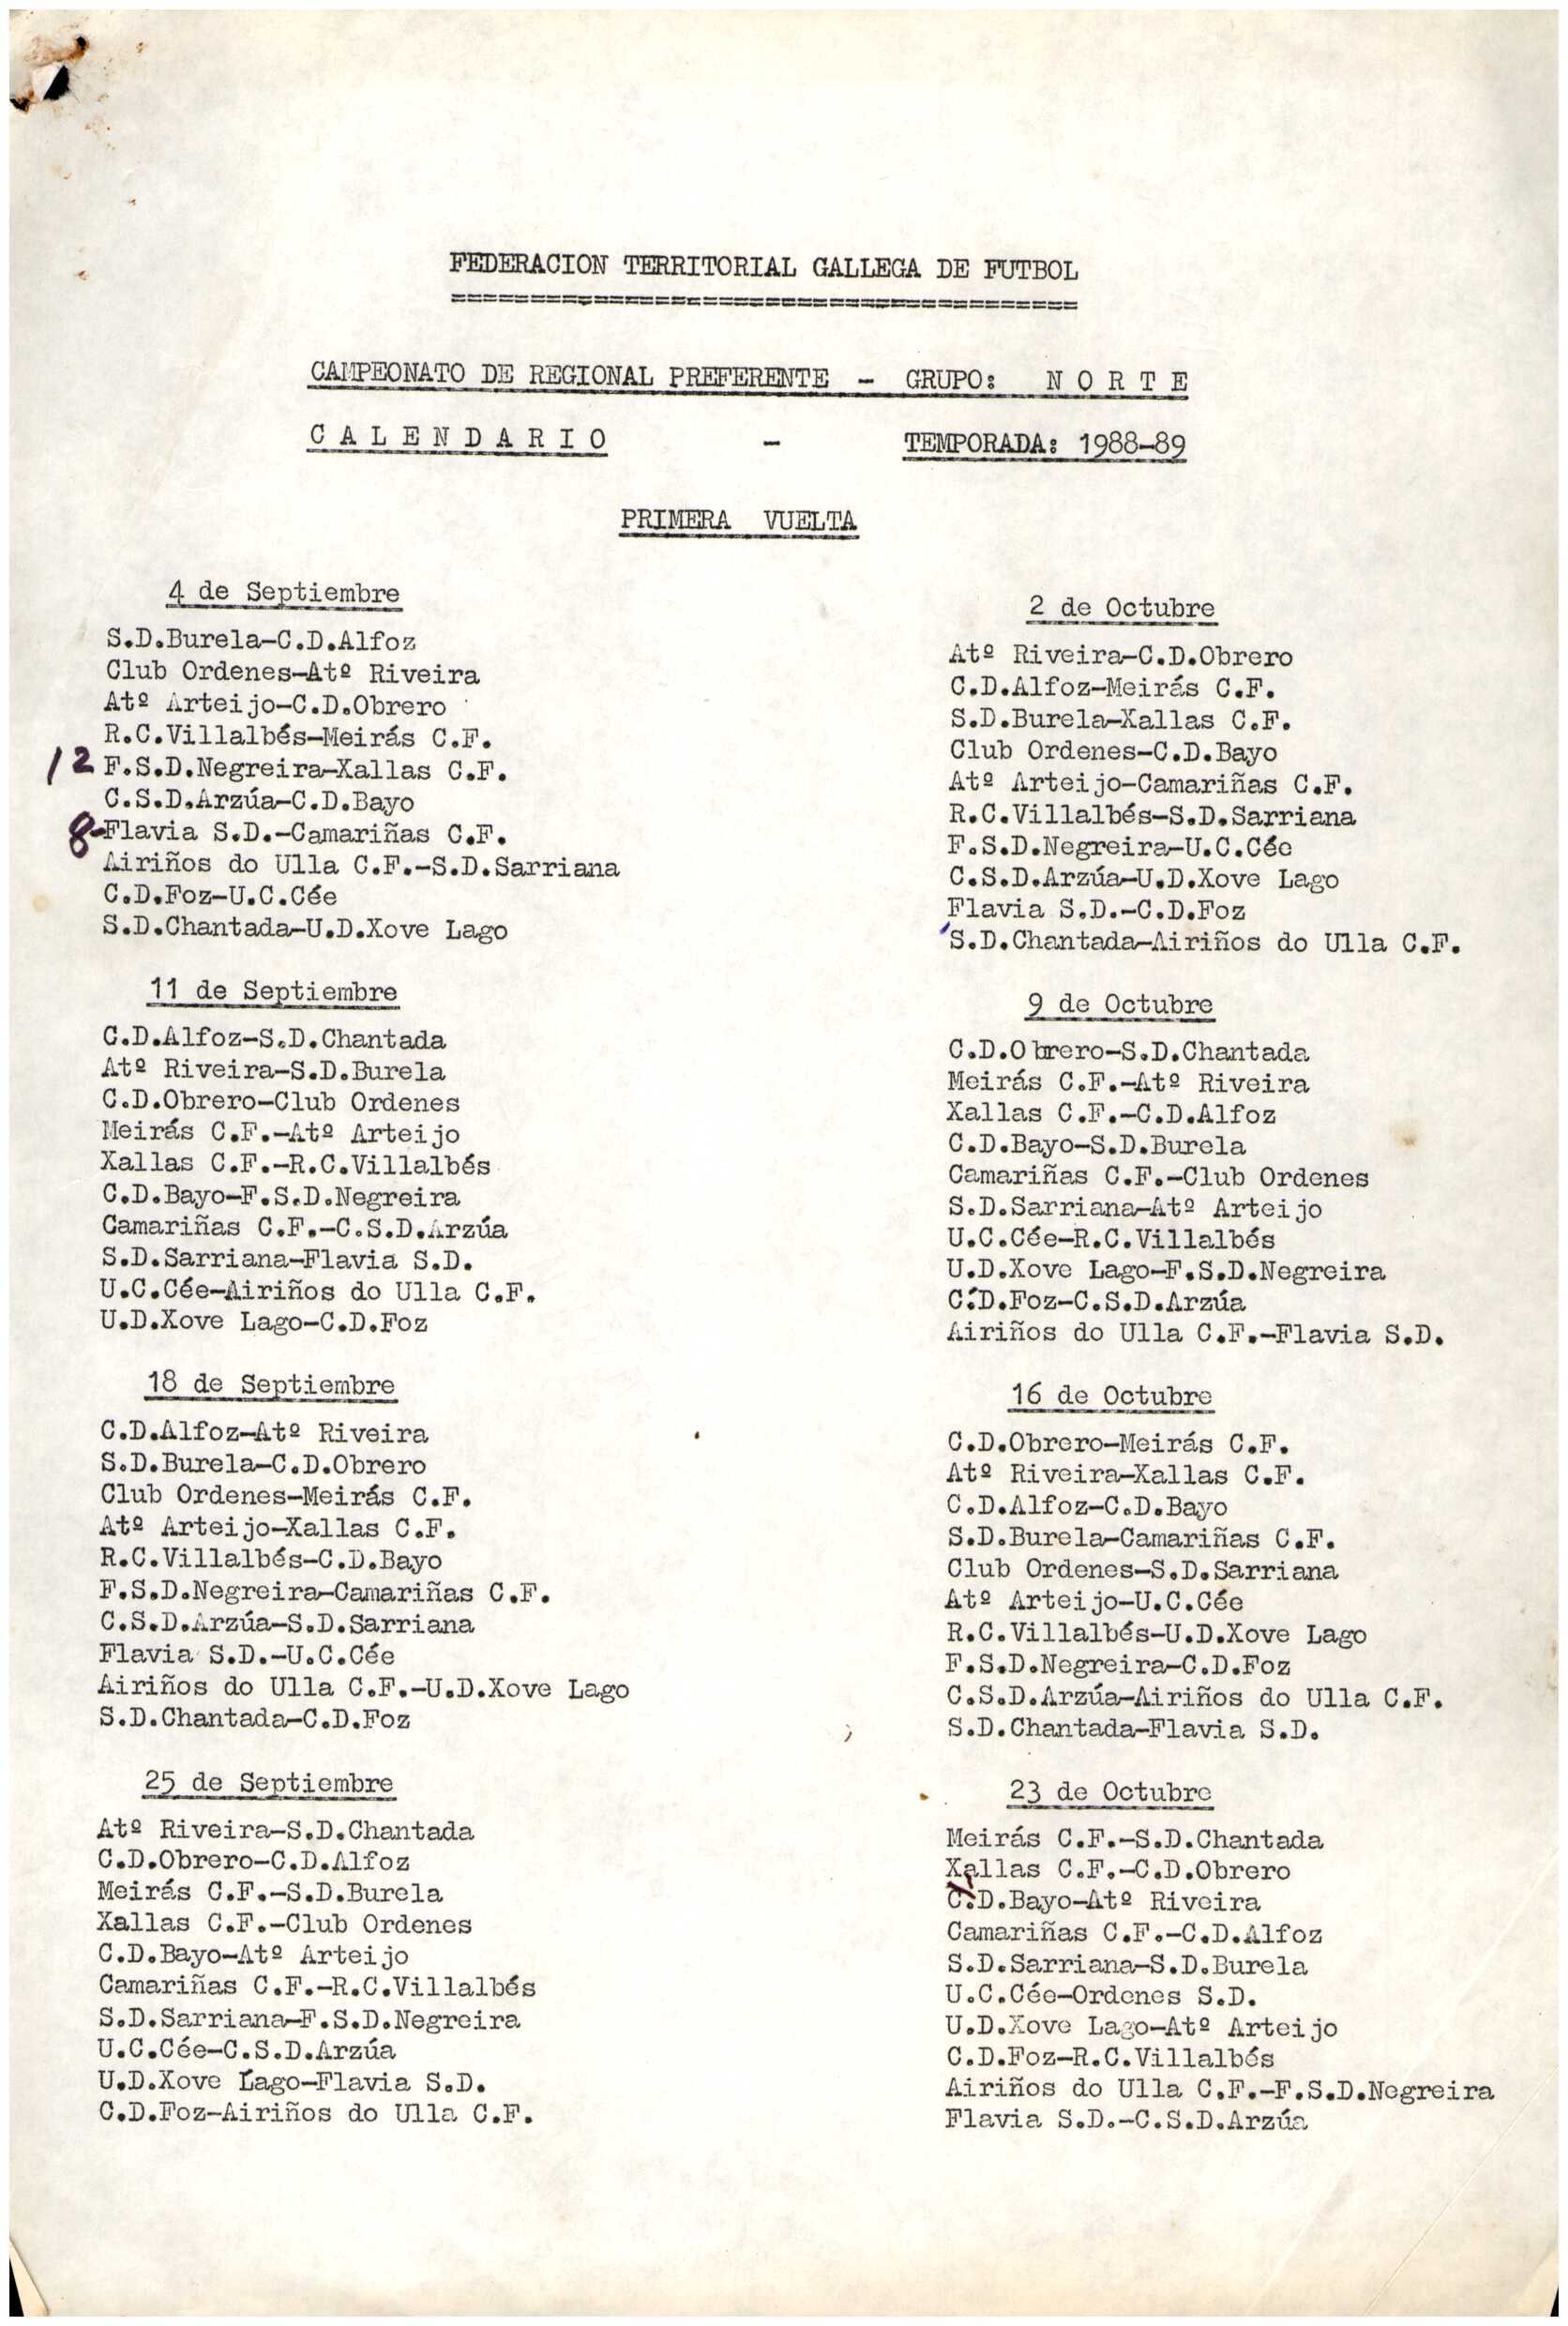 FEDERACION TERRITORIAL GALLEGA DE FUTBOL
========================================
CAMPEONATO DE REGIONAL PREFERENTE - GRUPO: N O R T E
C A L E N D A R I O - TEMPORADA: 1988-89
PRIMERA VUELTA
4 de Septiembre
S.D.Burela-C.D.Alfoz
Club Ordenes-Atº Riveira
Atº Arteijo-C.D.Obrero
R.C.Villalbés-Meirás C.F.
12 F.S.D.Negreira-Xallas C.F.
C.S.D.Arzúa-C.D.Bayo
8-Flavia S.D.-Camariñas C.F.
Airiños do Ulla C.F.-S.D.Sarriana
C.D.Foz-U.C.Cée
S.D.Chantada-U.D.Xove Lago
11 de Septiembre
C.D.Alfoz-S.D.Chantada
Atº Riveira-S.D.Burela
C.D.Obrero-Club Ordenes
Meirás C.F.-Atº Arteijo
Xallas C.F.-R.C.Villalbés
C.D.Bayo-F.S.D.Negreira
Camariñas C.F.-C.S.D.Arzúa
S.D.Sarriana-Flavia S.D.
U.C.Cée-Airiños do Ulla C.F.
U.D.Xove Lago-C.D.Foz
18 de Septiembre
C.D.Alfoz-Atº Riveira
S.D.Burela-C.D.Obrero
Club Ordenes-Meirás C.F.
Atº Arteijo-Xallas C.F.
R.C.Villalbés-C.D.Bayo
F.S.D.Negreira-Camariñas C.F.
C.S.D.Arzúa-S.D.Sarriana
Flavia S.D.-U.C.Cée
Airiños do Ulla C.F.-U.D.Xove Lago
S.D.Chantada-C.D.Foz
25 de Septiembre
Atº Riveira-S.D.Chantada
C.D.Obrero-C.D.Alfoz
Meirás C.F.-S.D.Burela
Xallas C.F.-Club Ordenes
C.D.Bayo-Atº Arteijo
Camariñas C.F.-R.C.Villalbés
S.D.Sarriana-F.S.D.Negreira
U.C.Cée-C.S.D.Arzúa
U.D.Xove Lago-Flavia S.D.
C.D.Foz-Airiños do Ulla C.F.
2 de Octubre
Atº Riveira-C.D.Obrero
C.D.Alfoz-Meirás C.F.
S.D.Burela-Xallas C.F.
Club Ordenes-C.D.Bayo
Atº Arteijo-Camariñas C.F.
R.C.Villalbés-S.D.Sarriana
F.S.D.Negreira-U.C.Cée
C.S.D.Arzúa-U.D.Xove Lago
Flavia S.D.-C.D.Foz
S.D.Chantada-Airiños do Ulla C.F.
9 de Octubre
C.D.Obrero-S.D.Chantada
Meirás C.F.-Atº Riveira
Xallas C.F.-C.D.Alfoz
C.D.Bayo-S.D.Burela
Camariñas C.F.-Club Ordenes
S.D.Sarriana-Atº Arteijo
U.C.Cée-R.C.Villalbés
U.D.Xove Lago-F.S.D.Negreira
C.D.Foz-C.S.D.Arzúa
Airiños do Ulla C.F.-Flavia S.D.
16 de Octubre
C.D.Obrero-Meirás C.F.
Atº Riveira-Xallas C.F.
C.D.Alfoz-C.D.Bayo
S.D.Burela-Camariñas C.F.
Club Ordenes-S.D.Sarriana
Atº Arteijo-U.C.Cée
R.C.Villalbés-U.D.Xove Lago
F.S.D.Negreira-C.D.Foz
C.S.D.Arzúa-Airiños do Ulla C.F.
S.D.Chantada-Flavia S.D.
23 de Octubre
Meirás C.F.-S.D.Chantada
Xallas C.F.-C.D.Obrero
C.D.Bayo-Atº Riveira
Camariñas C.F.-C.D.Alfoz
S.D.Sarriana-S.D.Burela
U.C.Cée-Ordenes S.D.
U.D.Xove Lago-Atº Arteijo
C.D.Foz-R.C.Villalbés
Airiños do Ulla C.F.-F.S.D.Negreira
Flavia S.D.-C.S.D.Arzúa